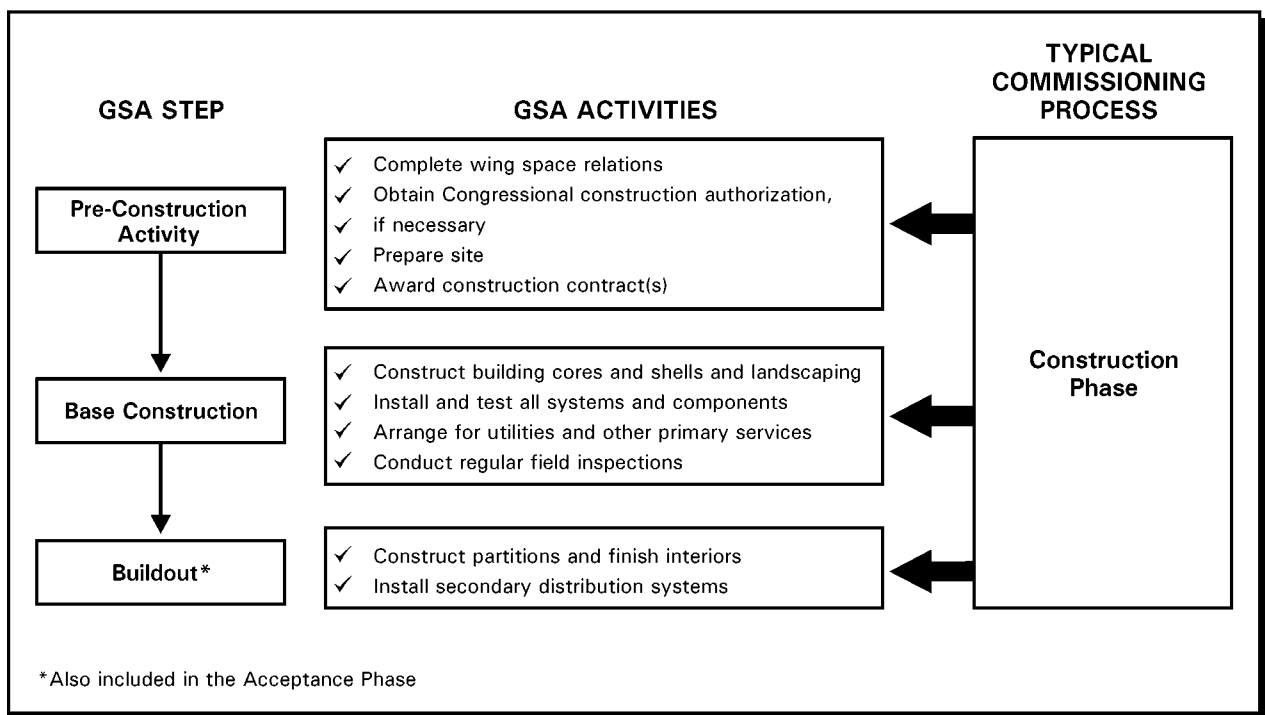 GSA STEP
GSA ACTIVITIES
TYPICAL
COMMISSIONING
PROCESS
Pre-Construction
Activity
✓ Complete wing space relations
✓ Obtain Congressional construction authorization,
✓ if necessary
✓ Prepare site
✓ Award construction contract(s)
Base Construction
✓ Construct building cores and shells and landscaping
✓ Install and test all systems and components
✓ Arrange for utilities and other primary services
✓ Conduct regular field inspections
Construction
Phase
Buildout*
✓ Construct partitions and finish interiors
✓ Install secondary distribution systems
*Also included in the Acceptance Phase